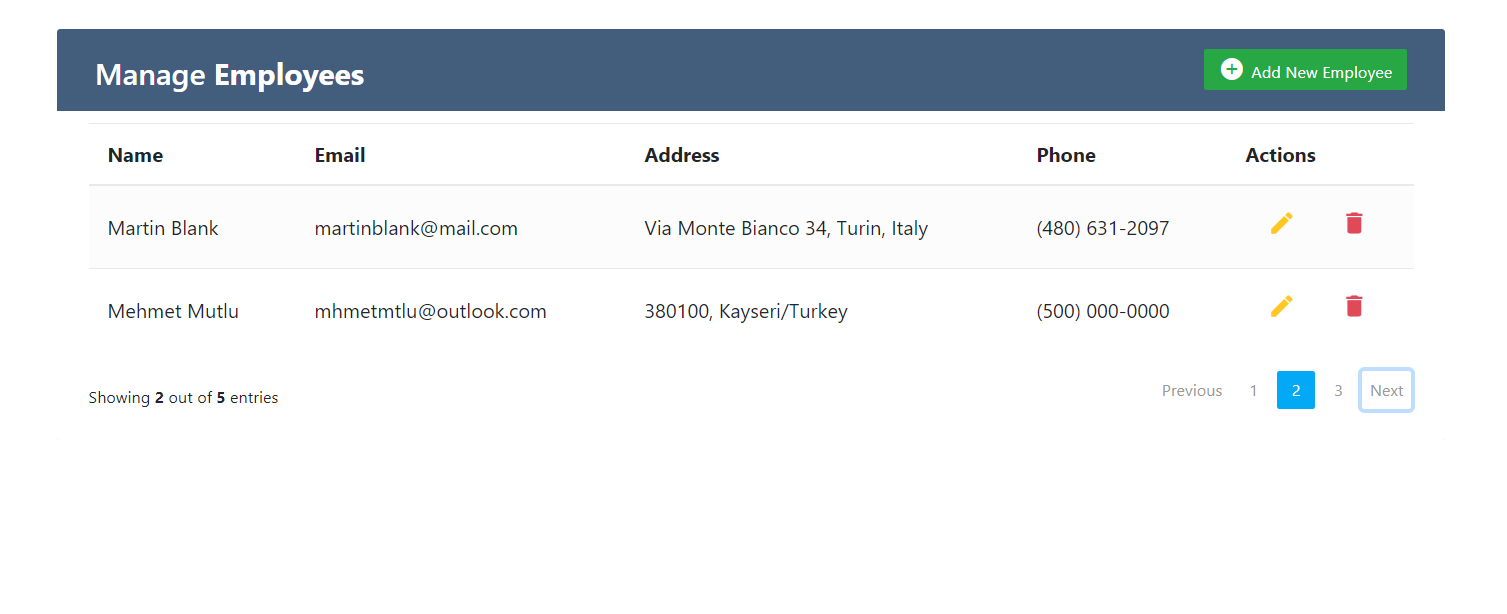 Manage Employees
Add New Employee
Name Email Address Phone Actions
Martin Blank martinblank@mail.com Via Monte Bianco 34, Turin, Italy (480) 631-2097
Mehmet Mutlu mhmetmtlu@outlook.com 380100, Kayseri/Turkey (500) 000-0000
Showing 2 out of 5 entries
Previous 1 2 3 Next